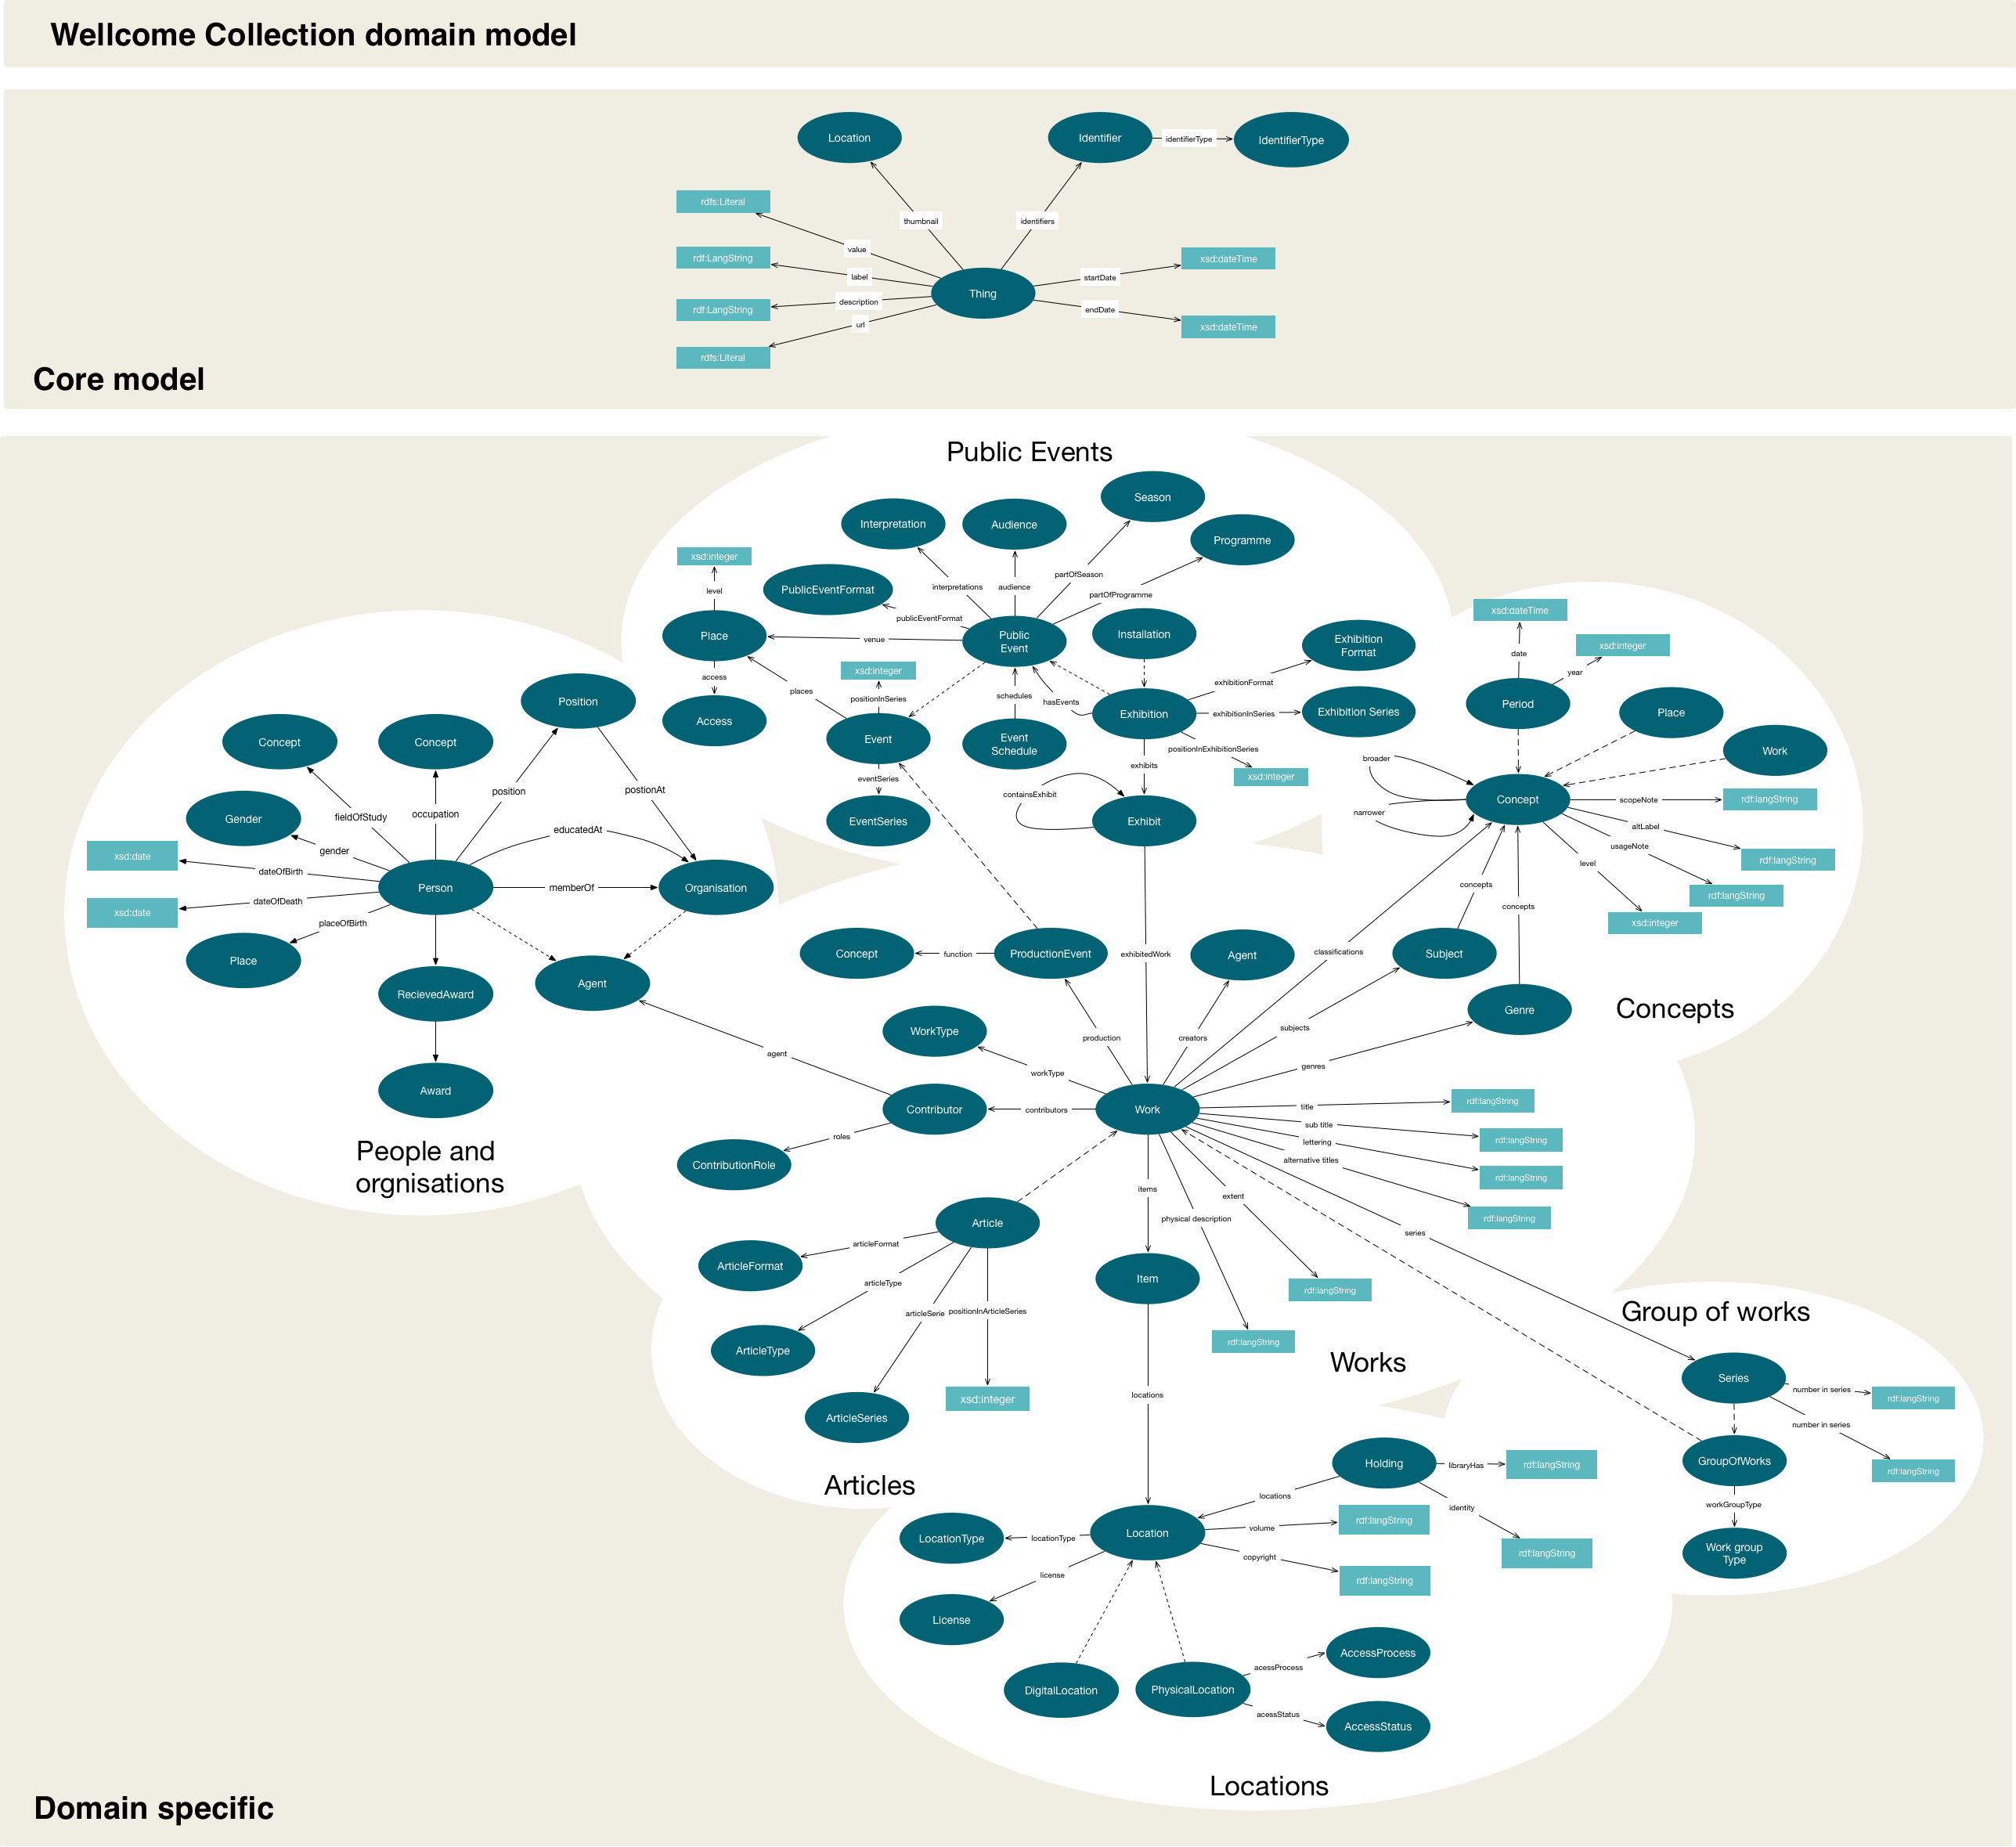 Wellcome Collection domain model
Location
Identifier
identifierType
IdentifierType
rdfs:Literal
thumbnail
identifiers
value
rdf:LangString
label
startDate
xsd:dateTime
Thing
rdf:LangString
description
endDate
url
xsd:dateTime
rdfs:Literal
Core model
Public Events
Season
Interpretation
Audience
Programme
xsd:integer
level
PublicEventFormat
interpretations
audience
partOfSeason
partOfProgramme
publicEventFormat
Place
venue
Public
Event
Installation
Exhibition
Format
access
places
xsd:integer
positionInSeries
schedules
hasEvents
exhibitionFormat
Access
Event
Event
Schedule
Exhibition
exhibitionInSeries
Exhibition Series
positionInExhibitionSeries
xsd:integer
eventSeries
exhibits
containsExhibit
EventSeries
Exhibit
xsd:dateTime
date
xsd:integer
year
Period
Place
Work
broader
Concept
scopeNote
rdf:langString
narrower
altLabel
usageNote
rdf:langString
level
rdf:langString
concepts
concepts
xsd:integer
Subject
Genre
Concepts
Position
Concept
Concept
position
postionAt
Gender
fieldOfStudy
occupation
educatedAt
gender
xsd:date
dateOfBirth
Person
memberOf
Organisation
dateOfDeath
xsd:date
placeOfBirth
Place
RecievedAward
Agent
Award
People and
orgnisations
Concept
function
ProductionEvent
exhibitedWork
Agent
classifications
WorkType
production
creators
subjects
agent
workType
genres
Contributor
contributors
Work
title
rdf:langString
roles
sub title
rdf:langString
lettering
ContributionRole
alternative titles
rdf:langString
items
extent
rdf:langString
Article
physical description
series
articleFormat
ArticleFormat
Item
articleType
rdf:langString
articleSerie
positionInArticleSeries
rdf:langString
ArticleType
Works
locations
xsd:integer
ArticleSeries
Articles
Group of works
Series
number in series
rdf:langString
number in series
GroupOfWorks
rdf:langString
workGroupType
Work group
Type
Holding
libraryHas
rdf:langString
locations
identity
LocationType
locationType
Location
volume
rdf:langString
copyright
rdf:langString
license
rdf:langString
License
AccessProcess
acessProcess
DigitalLocation
PhysicalLocation
acessStatus
AccessStatus
Locations
Domain specific